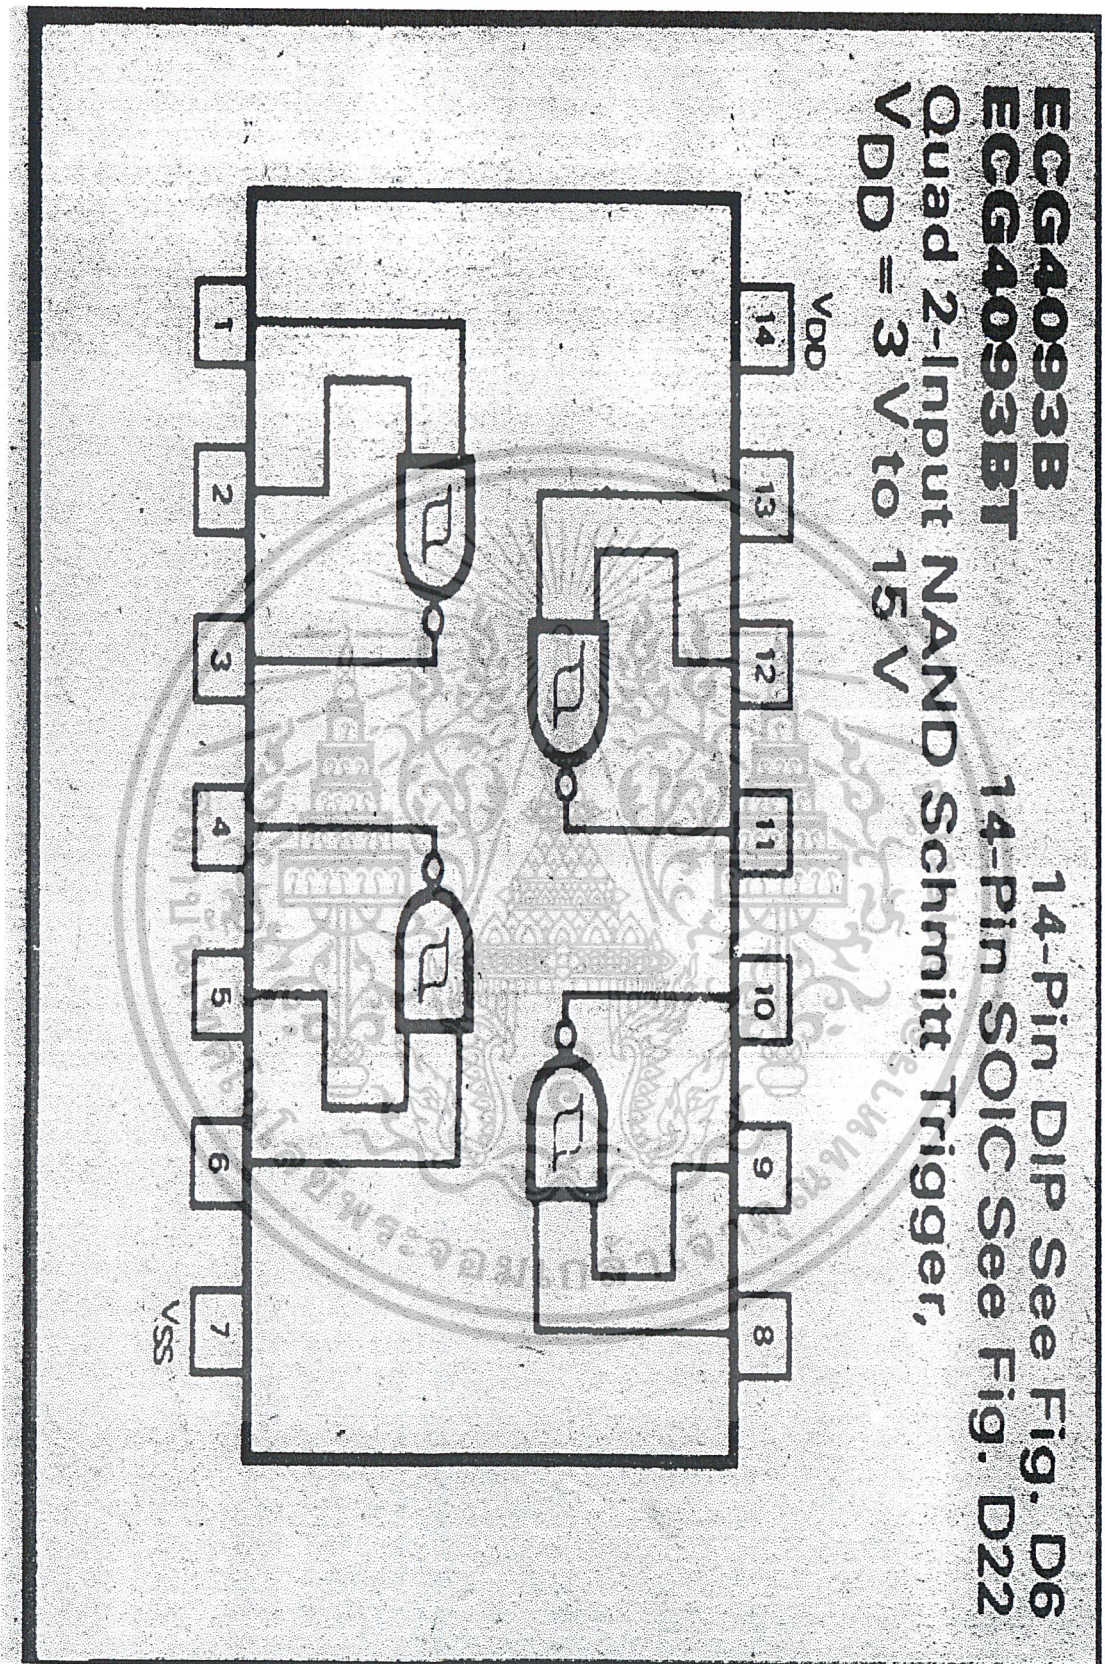 ECG4093B 14-Pin DIP See Fig. D6
ECG4093BT 14-Pin SOIC See Fig. D22
Quad 2-Input NAND Schmitt Trigger,
VDD = 3 V to 15 V
VDD
14 13 12 11 10 9 8
1 2 3 4 5 6 7
VSS